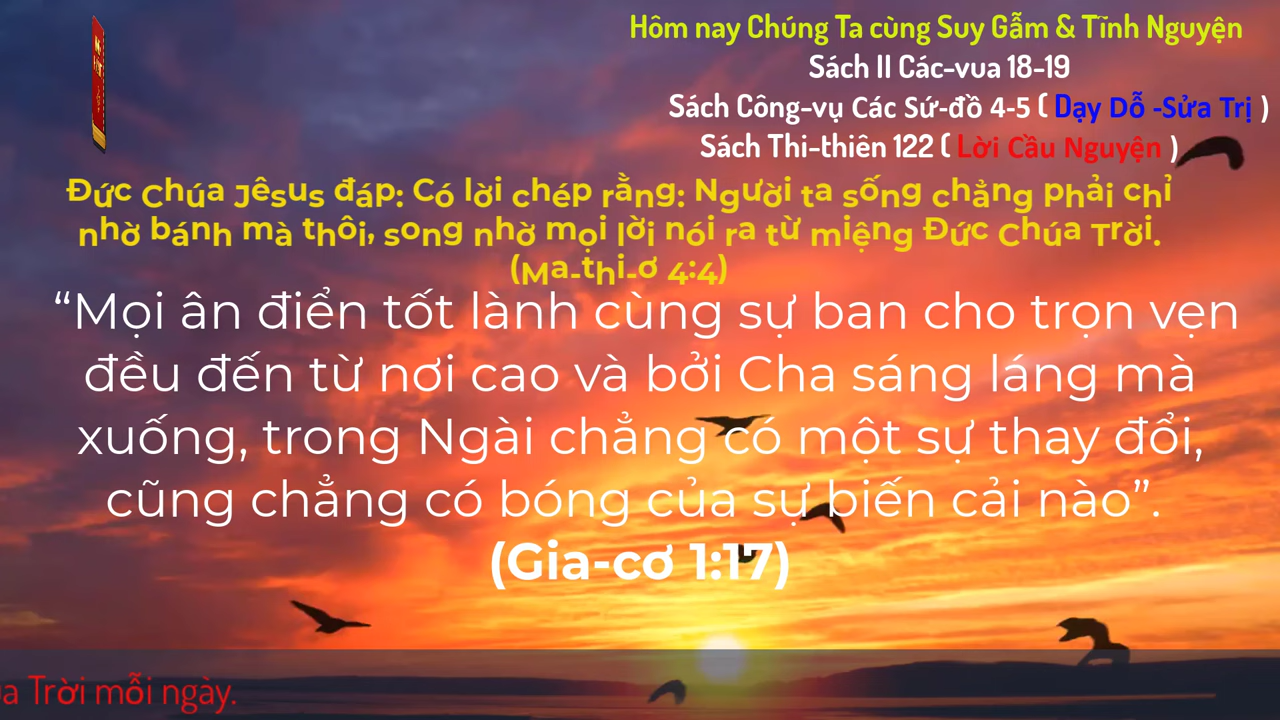 Hôm nay Chúng Ta cùng Suy Gẫm & Tĩnh Nguyện
Sách II Các-vua 18-19
Sách Công-vụ Các Sứ-đồ 4-5 ( Dạy Dỗ -Sửa Trị )
Sách Thi-thiên 122 ( Lời Cầu Nguyện )
Đức Chúa Jêsus đáp: Có lời chép rằng: Người ta sống chẳng phải chỉ
nhờ bánh mà thôi, song nhờ mọi lời nói ra từ miệng Đức Chúa Trời.
(Ma-thi-ơ 4:4)
“Mọi ân điển tốt lành cùng sự ban cho trọn vẹn
đều đến từ nơi cao và bởi Cha sáng láng mà
xuống, trong Ngài chẳng có một sự thay đổi,
cũng chẳng có bóng của sự biến cải nào”.
(Gia-cơ 1:17)
Trời mỗi ngày.